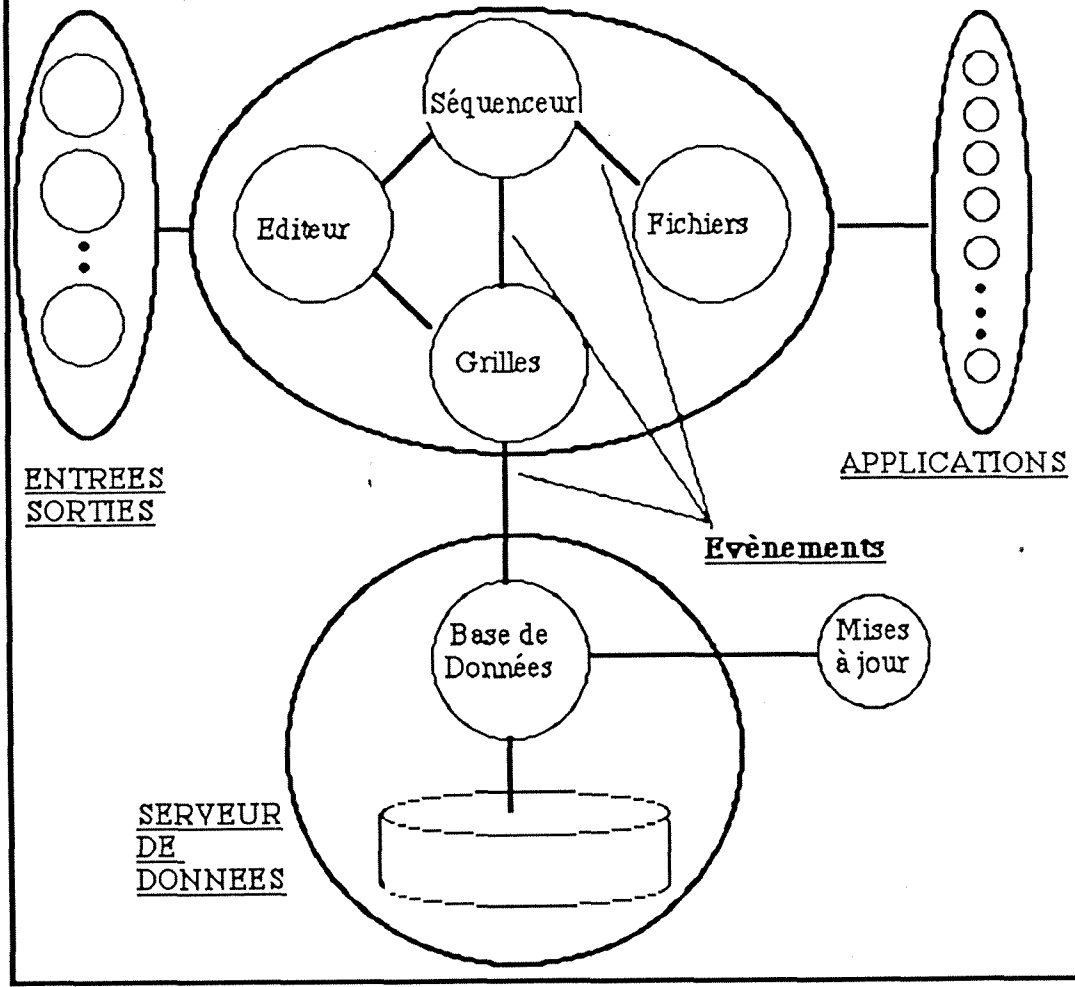 Séquenceur
Editeur
Fichiers
Grilles
ENTREES
SORTIES
APPLICATIONS
Evènements
Base de
Données
Mises
à jour
SERVEUR
DE
DONNEES